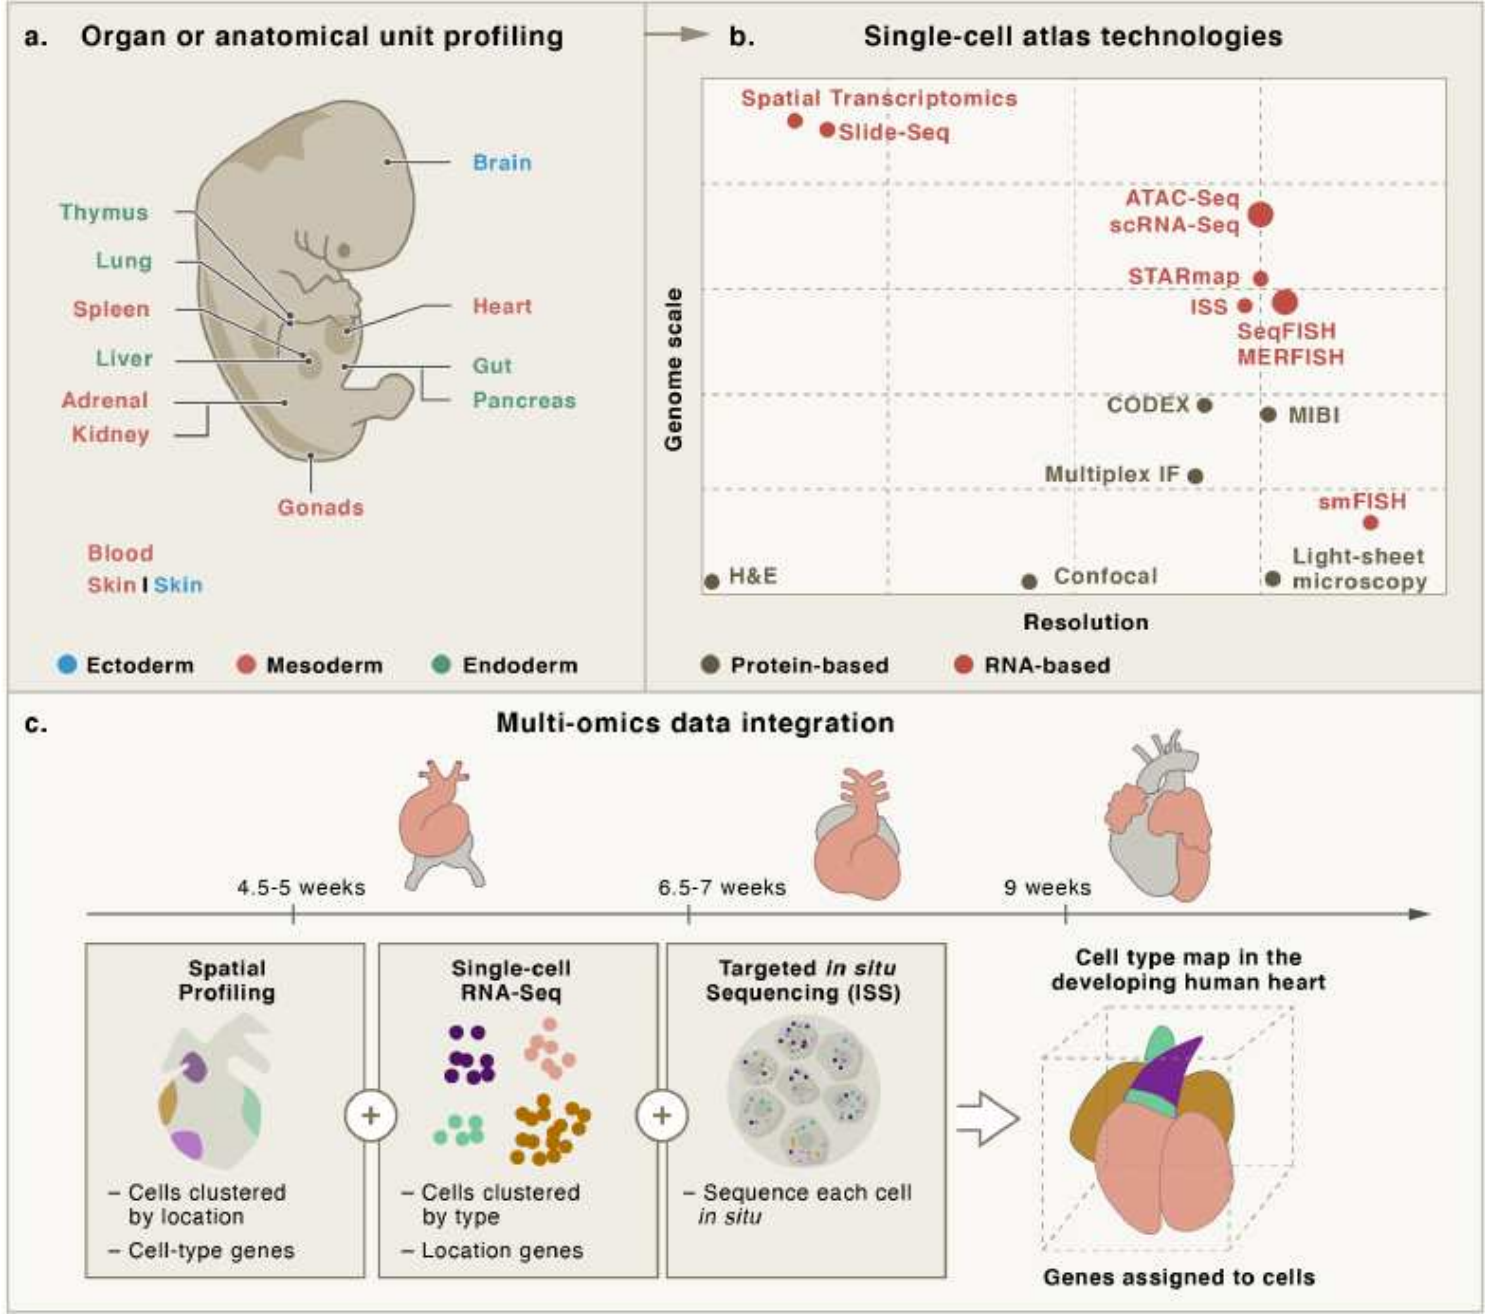 a. Organ or anatomical unit profiling
Brain
Thymus
Lung
Spleen
Heart
Liver
Gut
Adrenal
Pancreas
Kidney
Gonads
Blood
Skin | Skin
Ectoderm
Mesoderm
Endoderm
b. Single-cell atlas technologies
Spatial Transcriptomics
Slide-Seq
ATAC-Seq
scRNA-Seq
STARmap
ISS
SeqFISH
MERFISH
CODEX
MIBI
Multiplex IF
smFISH
Light-sheet
microscopy
H&E
Confocal
Genome scale
Resolution
Protein-based
RNA-based
c. Multi-omics data integration
4.5-5 weeks
6.5-7 weeks
9 weeks
Spatial
Profiling
– Cells clustered
by location
– Cell-type genes
+
Single-cell
RNA-Seq
– Cells clustered
by type
– Location genes
+
Targeted in situ
Sequencing (ISS)
– Sequence each cell
in situ
Cell type map in the
developing human heart
Genes assigned to cells